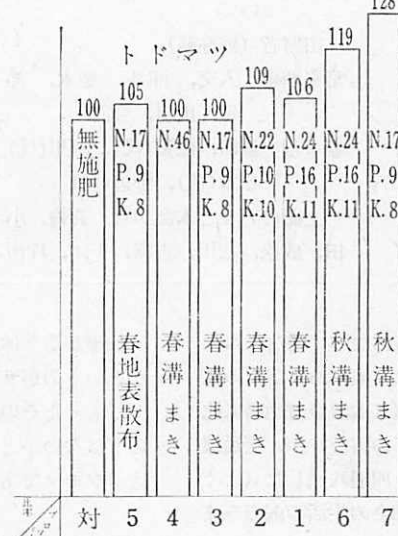 128
119
トドマツ
109
106
105
100 100 100
無施肥
N.17 P.9 K.8
N.46
N.17 P.9 K.8
N.22 P.10 K.10
N.24 P.16 K.11
N.24 P.16 K.11
N.17 P.9 K.8
春地表散布
春溝まき
春溝まき
春溝まき
春溝まき
秋溝まき
秋溝まき
対 5 4 3 2 1 6 7